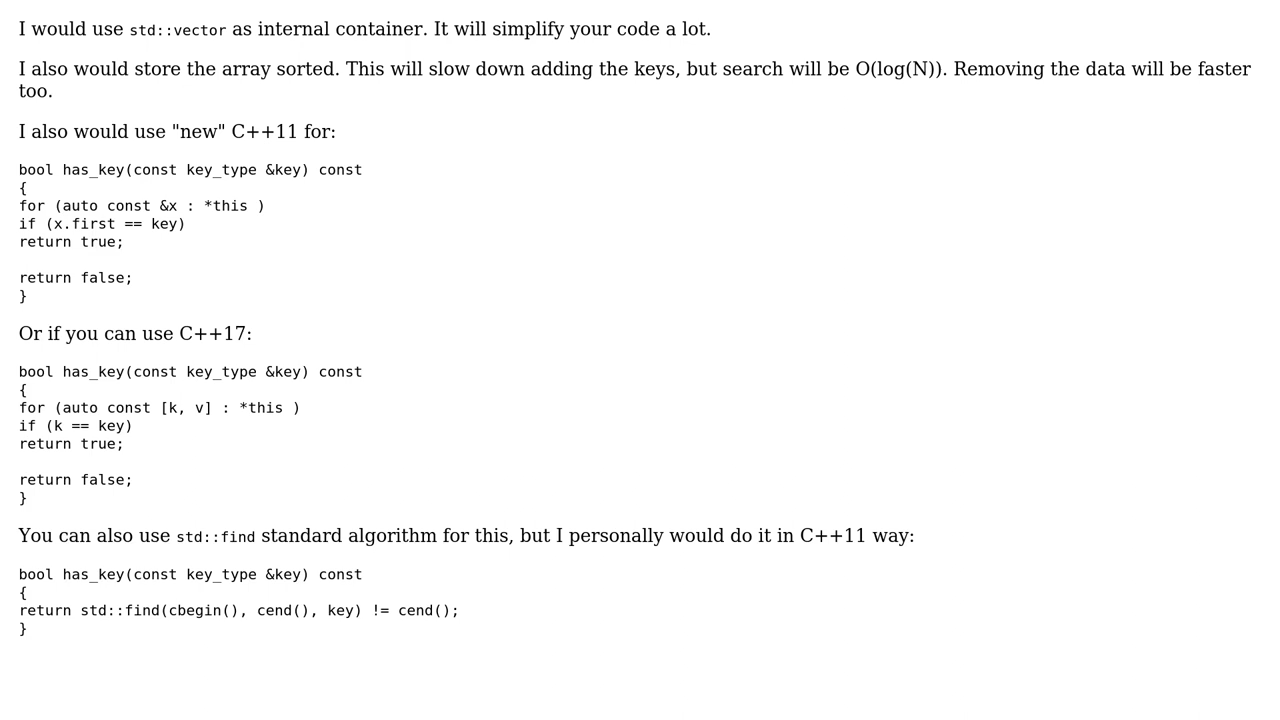 I would use std::vector as internal container. It will simplify your code a lot.
I also would store the array sorted. This will slow down adding the keys, but search will be O(log(N)). Removing the data will be faster
too.
I also would use "new" C++11 for:
bool has_key(const key_type &key) const
{
for (auto const &x : *this )
if (x.first == key)
return true;
return false;
}
Or if you can use C++17:
bool has_key(const key_type &key) const
{
for (auto const [k, v] : *this )
if (k == key)
return true;
return false;
}
You can also use std::find standard algorithm for this, but I personally would do it in C++11 way:
bool has_key(const key_type &key) const
{
return std::find(cbegin(), cend(), key) != cend();
}